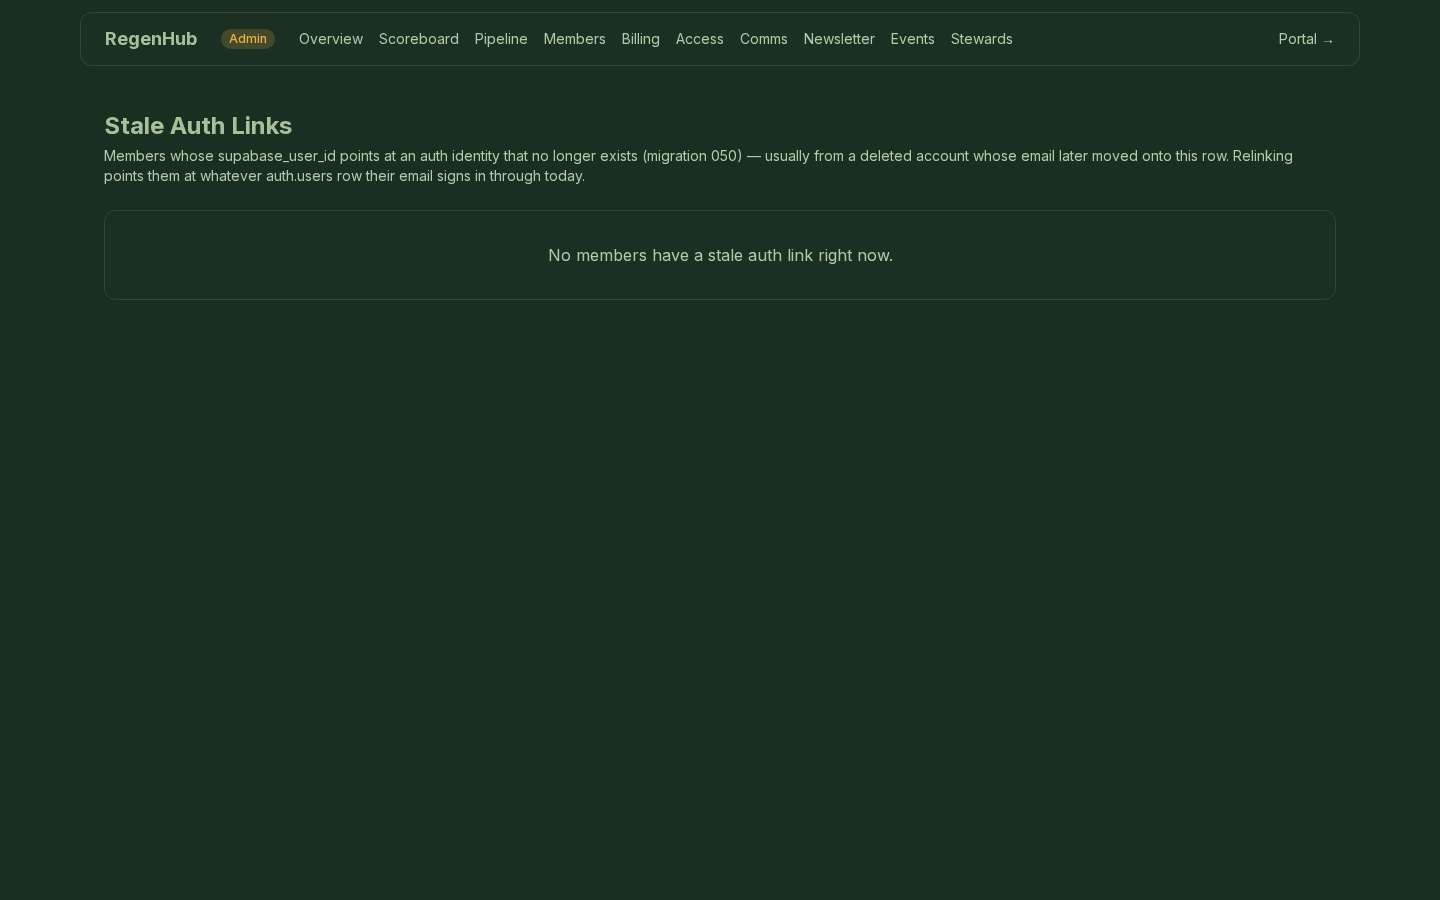 RegenHub Admin Overview Scoreboard Pipeline Members Billing Access Comms Newsletter Events Stewards Portal →
Stale Auth Links
Members whose supabase_user_id points at an auth identity that no longer exists (migration 050) — usually from a deleted account whose email later moved onto this row. Relinking
points them at whatever auth.users row their email signs in through today.
No members have a stale auth link right now.